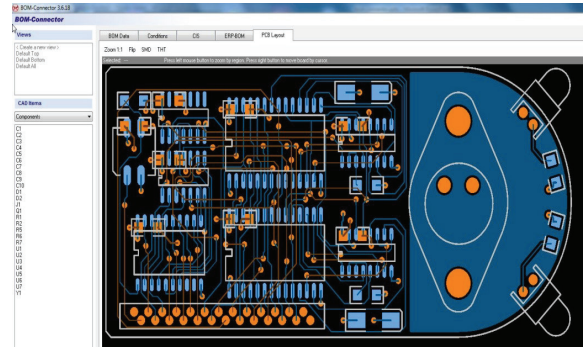 BOM-Connector 3.6.18
BOM-Connector
Views
< Create a new view >
Default Top
Default Bottom
Default All
CAD Items
Components
C1
C2
C3
C4
C5
C6
C7
C8
C9
C10
D1
D2
J1
Q1
R1
R2
R5
R6
R7
U1
U2
U3
U4
U5
U6
U7
Y1
BOM Data Conditions CIS ERP-BOM PCB Layout
Zoom 1:1 Flip SMD THT
Selected: --- Press left mouse button to zoom tip region. Press right button to move board tip cursor.